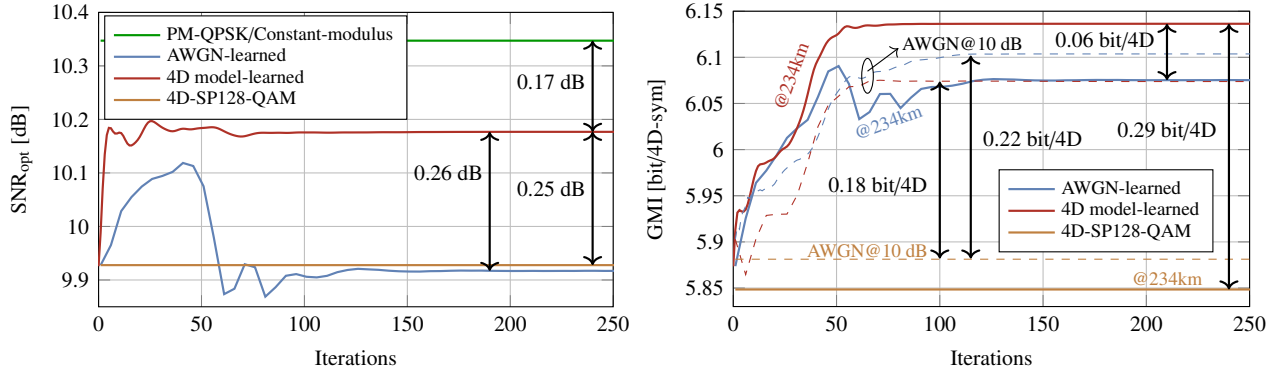 10.4
10.3
10.2
10.1
10
9.9
SNRopt [dB]
0
50
100
150
200
250
Iterations
PM-QPSK/Constant-modulus
AWGN-learned
4D model-learned
4D-SP128-QAM
0.17 dB
0.26 dB
0.25 dB
6.15
6.1
6.05
6
5.95
5.9
5.85
GMI [bit/4D-sym]
0
50
100
150
200
250
Iterations
@234km
AWGN@10 dB
0.06 bit/4D
@234km
0.22 bit/4D
0.29 bit/4D
0.18 bit/4D
AWGN-learned
4D model-learned
4D-SP128-QAM
AWGN@10 dB
@234km